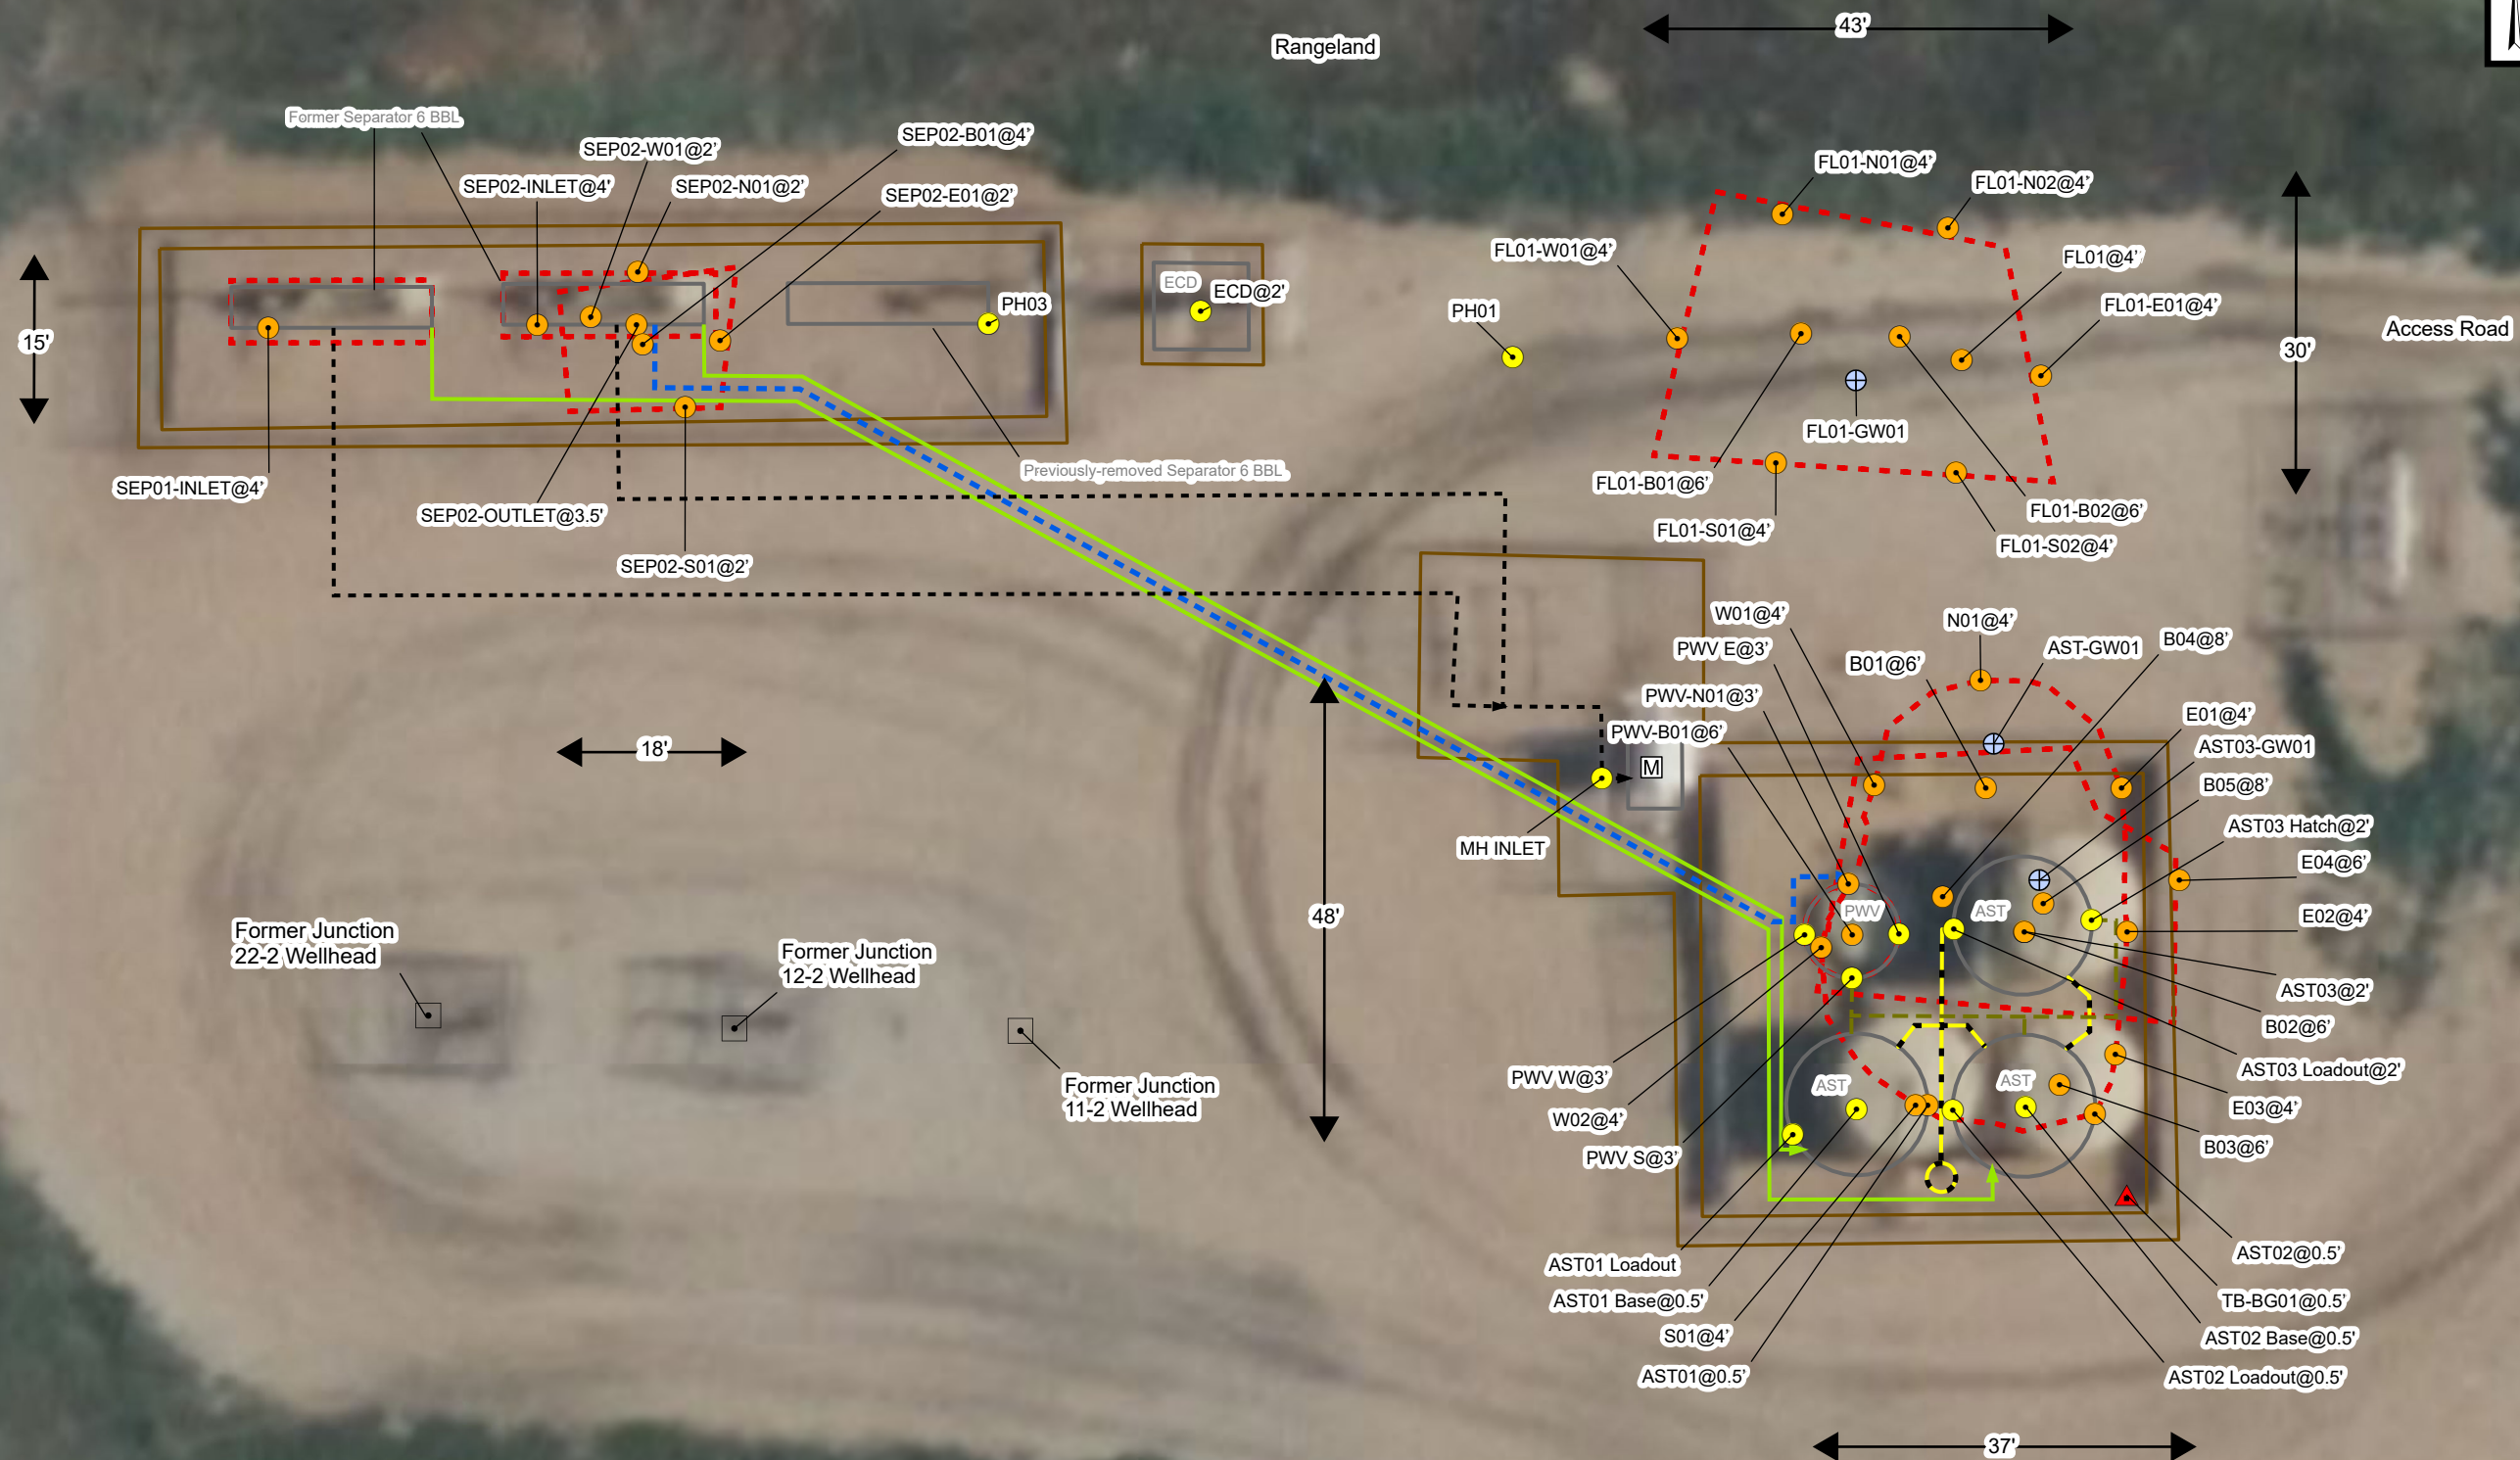 43'
Rangeland
Former Separator 6 BBL
SEP02-W01@2’
SEP02-B01@4’
SEP02-INLET@4'
SEP02-N01@2’
SEP02-E01@2’
FL01-N01@4’
FL01-N02@4’
FL01-W01@4’
FL01@4’
FL01-E01@4’
ECD
ECD@2'
PH03
PH01
15'
30'
Access Road
FL01-GW01
Previously-removed Separator 6 BBL
SEP01-INLET@4’
SEP02-OUTLET@3.5'
SEP02-S01@2’
FL01-B01@6’
FL01-S01@4’
FL01-B02@6’
FL01-S02@4’
W01@4’
PWV E@3’
PWV-N01@3’
PWV-B01@6’
N01@4’
B01@6’
AST-GW01
B04@8’
E01@4’
AST03-GW01
B05@8’
AST03 Hatch@2’
E04@6’
E02@4’
18'
M
MH INLET
48'
PWV
AST
Former Junction
22-2 Wellhead
Former Junction
12-2 Wellhead
Former Junction
11-2 Wellhead
AST03@2’
B02@6’
AST03 Loadout@2’
E03@4’
B03@6’
PWV W@3’
W02@4’
PWV S@3’
AST
AST
AST01 Loadout
AST01 Base@0.5’
S01@4’
AST01@0.5’
AST02@0.5’
TB-BG01@0.5’
AST02 Base@0.5'
AST02 Loadout@0.5'
37'